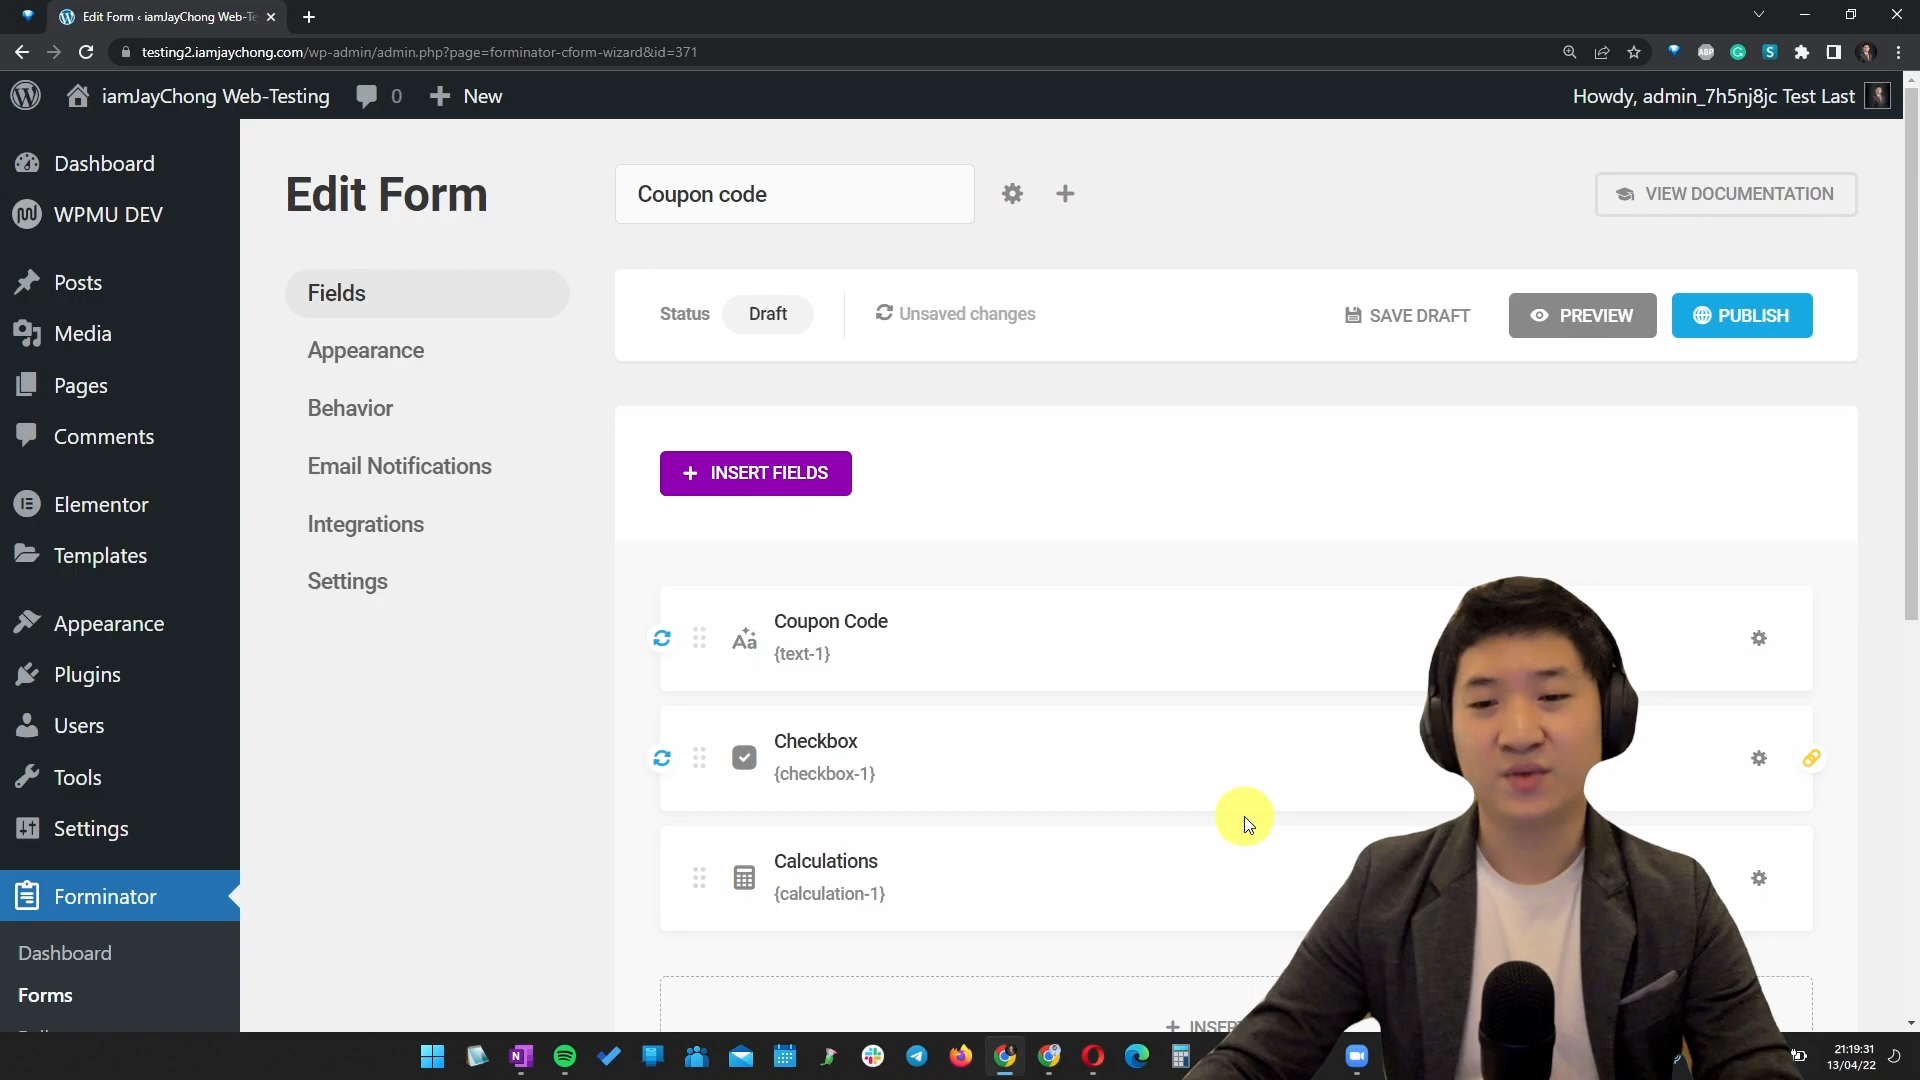 Edit Form ‹ iamJayChong Web-Te
testing2.iamjaychong.com/wp-admin/admin.php?page=forminator-cform-wizard&id=371
ABP
S
iamJayChong Web-Testing
0
New
Howdy, admin_7h5nj8jc Test Last
Dashboard
WPMU DEV
Posts
Media
Pages
Comments
Elementor
Templates
Appearance
Plugins
Users
Tools
Settings
Forminator
Dashboard
Forms
Edit Form
Coupon code
VIEW DOCUMENTATION
Fields
Appearance
Behavior
Email Notifications
Integrations
Settings
Status
Draft
Unsaved changes
SAVE DRAFT
PREVIEW
PUBLISH
+ INSERT FIELDS
Aa
Coupon Code
{text-1}
Checkbox
{checkbox-1}
Calculations
{calculation-1}
21:19:31
13/04/22